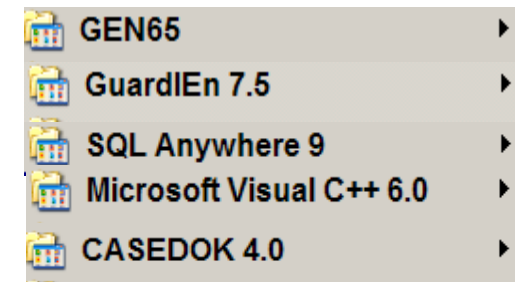 GEN65
GuardIEn 7.5
SQL Anywhere 9
Microsoft Visual C++ 6.0
CASEDOK 4.0